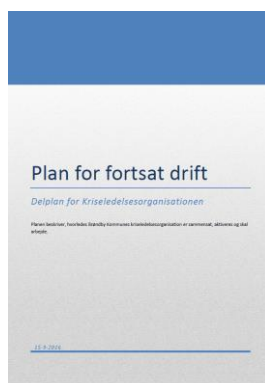 Plan for fortsat drift
Delplan for Kriseledelsesorganisationen
Planen beskriver, hvorledes Brøndby Kommunes kriseledelsesorganisation er sammensat, aktiveres og skal
arbejde.